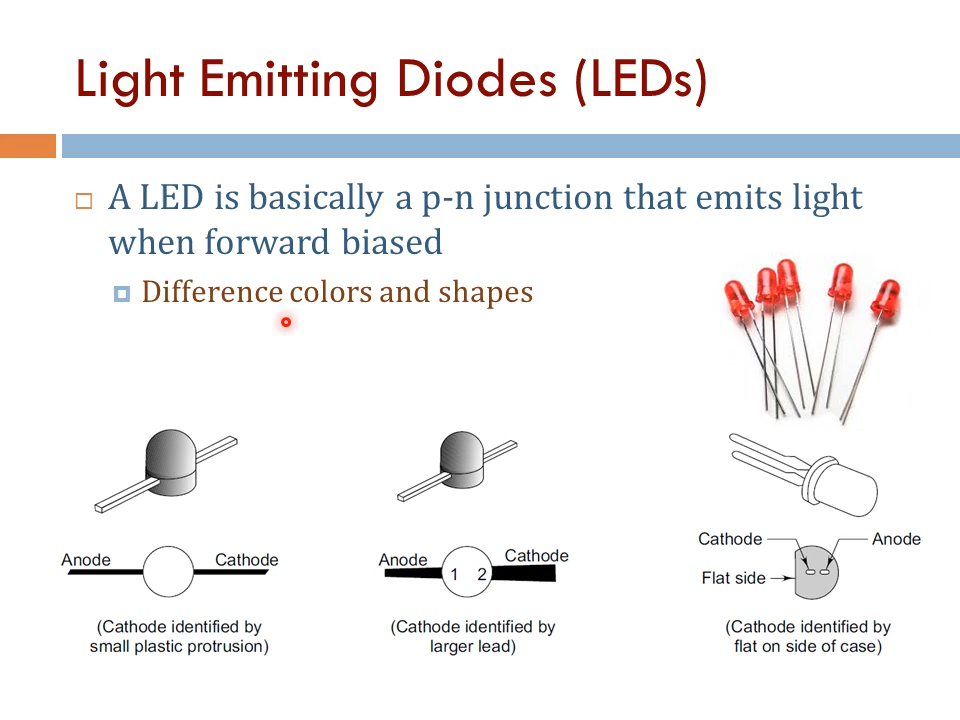 Light Emitting Diodes (LEDs)
A LED is basically a p-n junction that emits light
when forward biased
Difference colors and shapes
Anode
Cathode
(Cathode identified by
small plastic protrusion)
Anode
1 2
Cathode
(Cathode identified by
larger lead)
Cathode
Anode
Flat side
(Cathode identified by
flat on side of case)